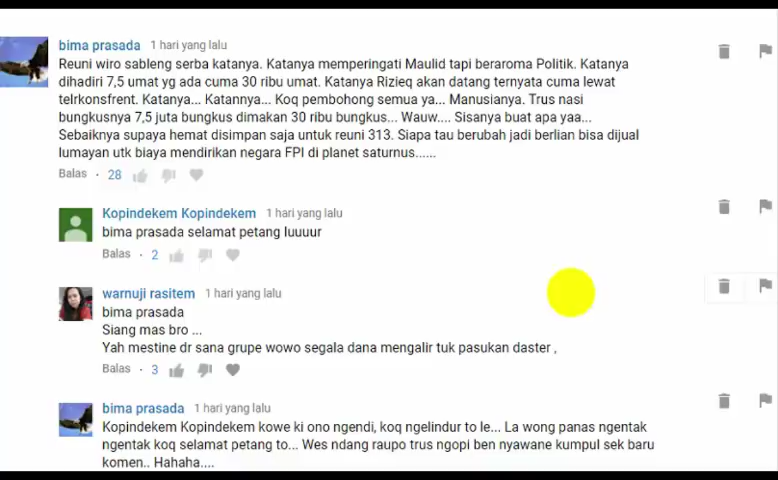 bima prasada 1 hari yang lalu
Reuni wiro sableng serba katanya. Katanya memperingati Maulid tapi beraroma Politik. Katanya
dihadiri 7,5 umat yg ada cuma 30 ribu umat. Katanya Rizieq akan datang ternyata cuma lewat
telrkonsfrent. Katanya... Katannya... Koq pembohong semua ya... Manusianya. Trus nasi
bungkusnya 7,5 juta bungkus dimakan 30 ribu bungkus... Wauw.... Sisanya buat apa yaa...
Sebaiknya supaya hemat disimpan saja untuk reuni 313. Siapa tau berubah jadi berlian bisa dijual
lumayan utk biaya mendirikan negara FPI di planet saturnus......
Balas · 28
Kopindekem Kopindekem 1 hari yang lalu
bima prasada selamat petang luuuur
Balas · 2
warnuji rasitem 1 hari yang lalu
bima prasada
Siang mas bro ...
Yah mestine dr sana grupe wowo segala dana mengalir tuk pasukan daster ,
Balas · 3
bima prasada 1 hari yang lalu
Kopindekem Kopindekem kowe ki ono ngendi, koq ngelindur to le... La wong panas ngentak
ngentak koq selamat petang to... Wes ndang raupo trus ngopi ben nyawane kumpul sek baru
komen.. Hahaha....